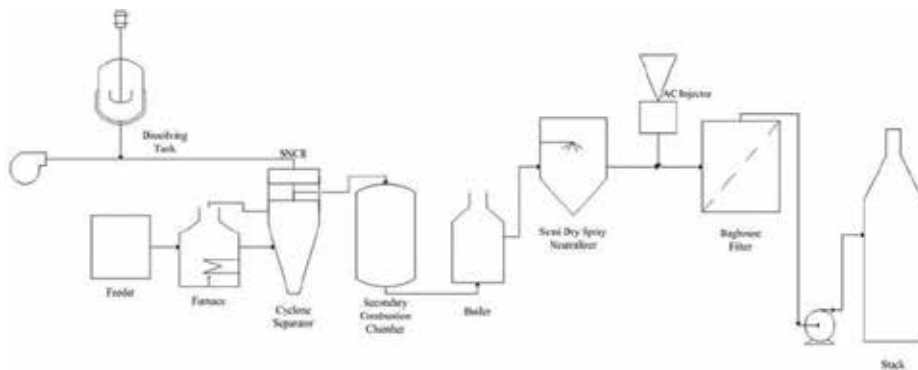 Dissolving
Tank
SNCR
AC Injector
Feeder
Furnace
Cyclone
Separator
Secondary
Combustion
Chamber
Boiler
Semi Dry Spray
Neutralizer
Baghouse
Filter
Stack